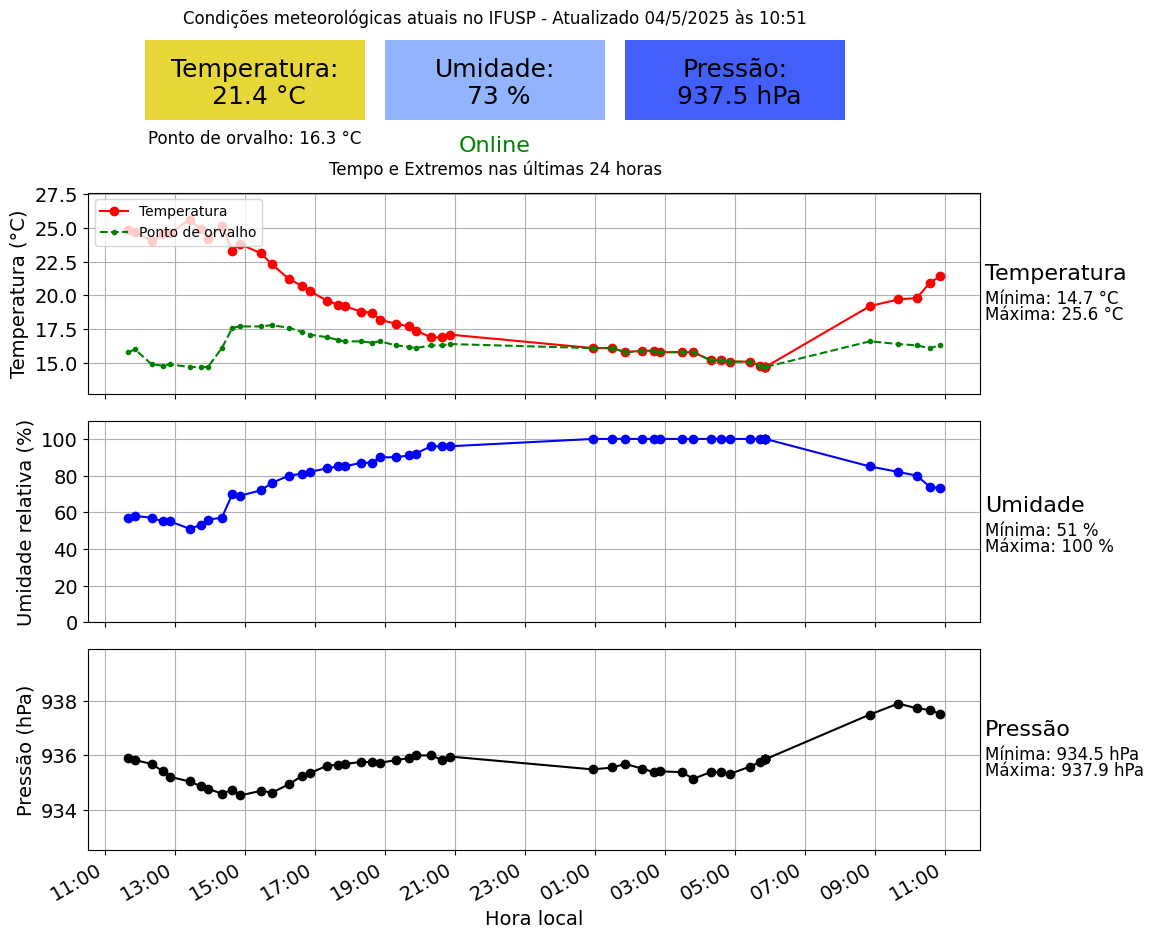 Condições meteorológicas atuais no IFUSP - Atualizado 04/5/2025 às 10:51
Temperatura:
21.4 °C
Umidade:
73 %
Pressão:
937.5 hPa
Ponto de orvalho: 16.3 °C
Online
Tempo e Extremos nas últimas 24 horas
Temperatura (°C)
27.5
25.0
22.5
20.0
17.5
15.0
Temperatura
Ponto de orvalho
Temperatura
Mínima: 14.7 °C
Máxima: 25.6 °C
Umidade relativa (%)
100
80
60
40
20
0
Umidade
Mínima: 51 %
Máxima: 100 %
Pressão (hPa)
938
936
934
Pressão
Mínima: 934.5 hPa
Máxima: 937.9 hPa
11:00
13:00
15:00
17:00
19:00
21:00
23:00
01:00
03:00
05:00
07:00
09:00
11:00
Hora local